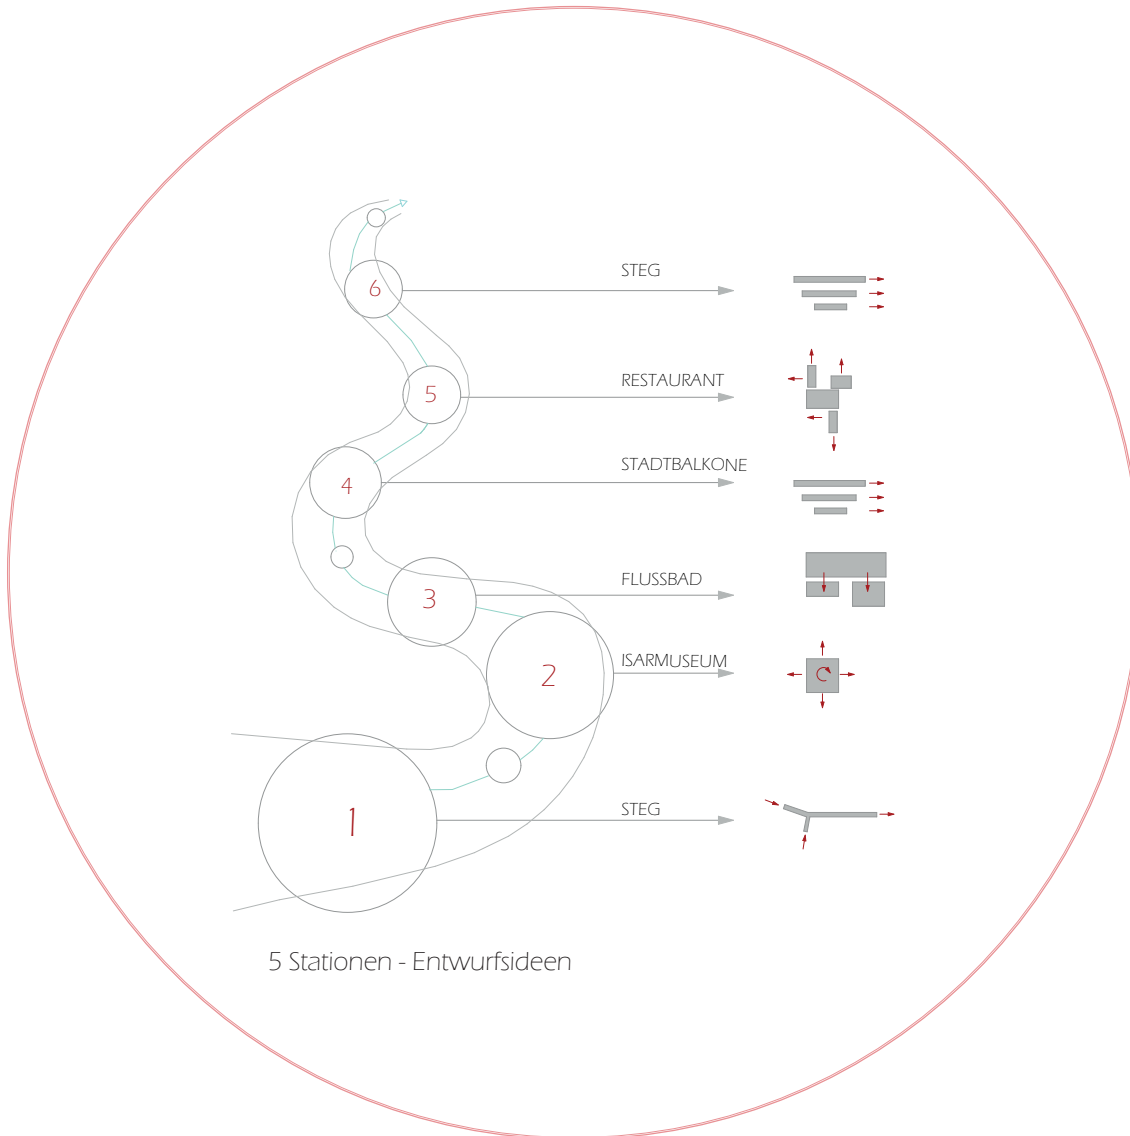 6
STEG
5
RESTAURANT
4
STADTBALKONE
3
FLUSSBAD
2
ISARMUSEUM
1
STEG
5 Stationen - Entwurfsideen